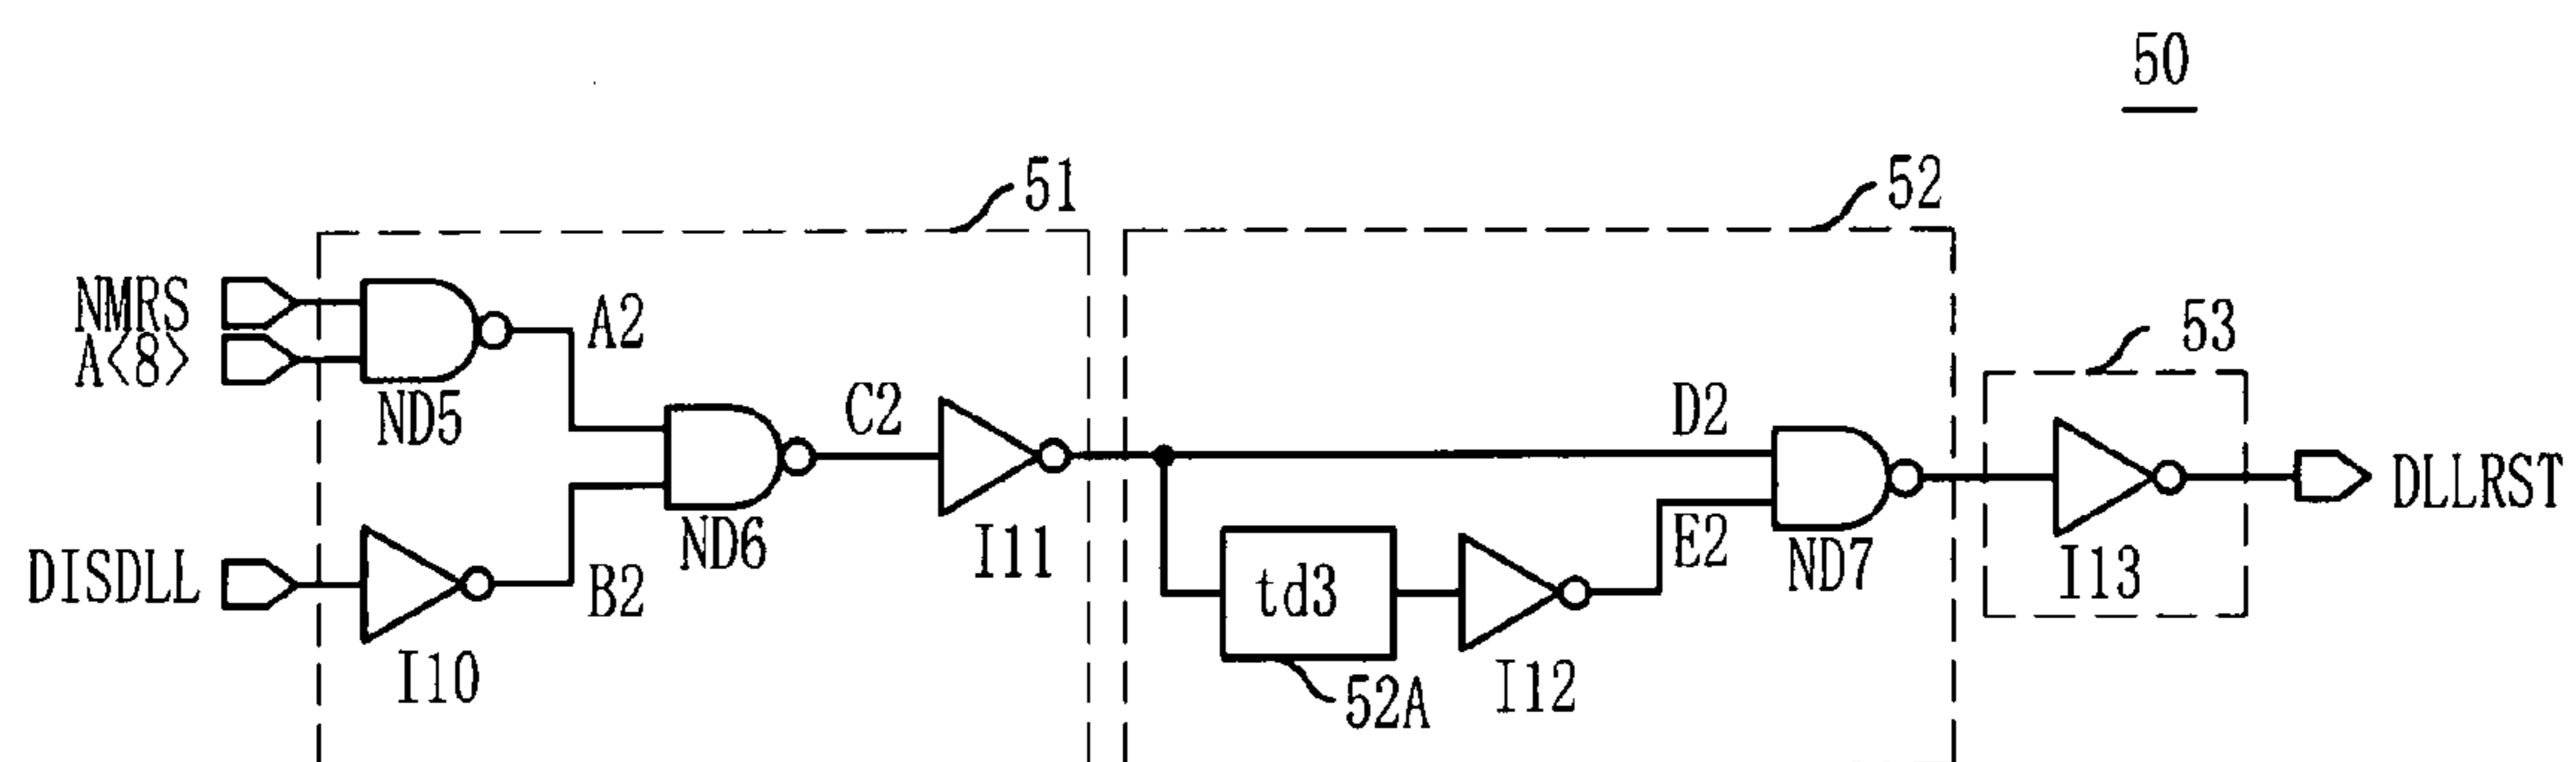 50
51
52
53
NMRS
A<8>
ND5
A2
DISDLL
I10
B2
ND6
C2
I11
td3
52A
I12
D2
E2
ND7
I13
DLLRST